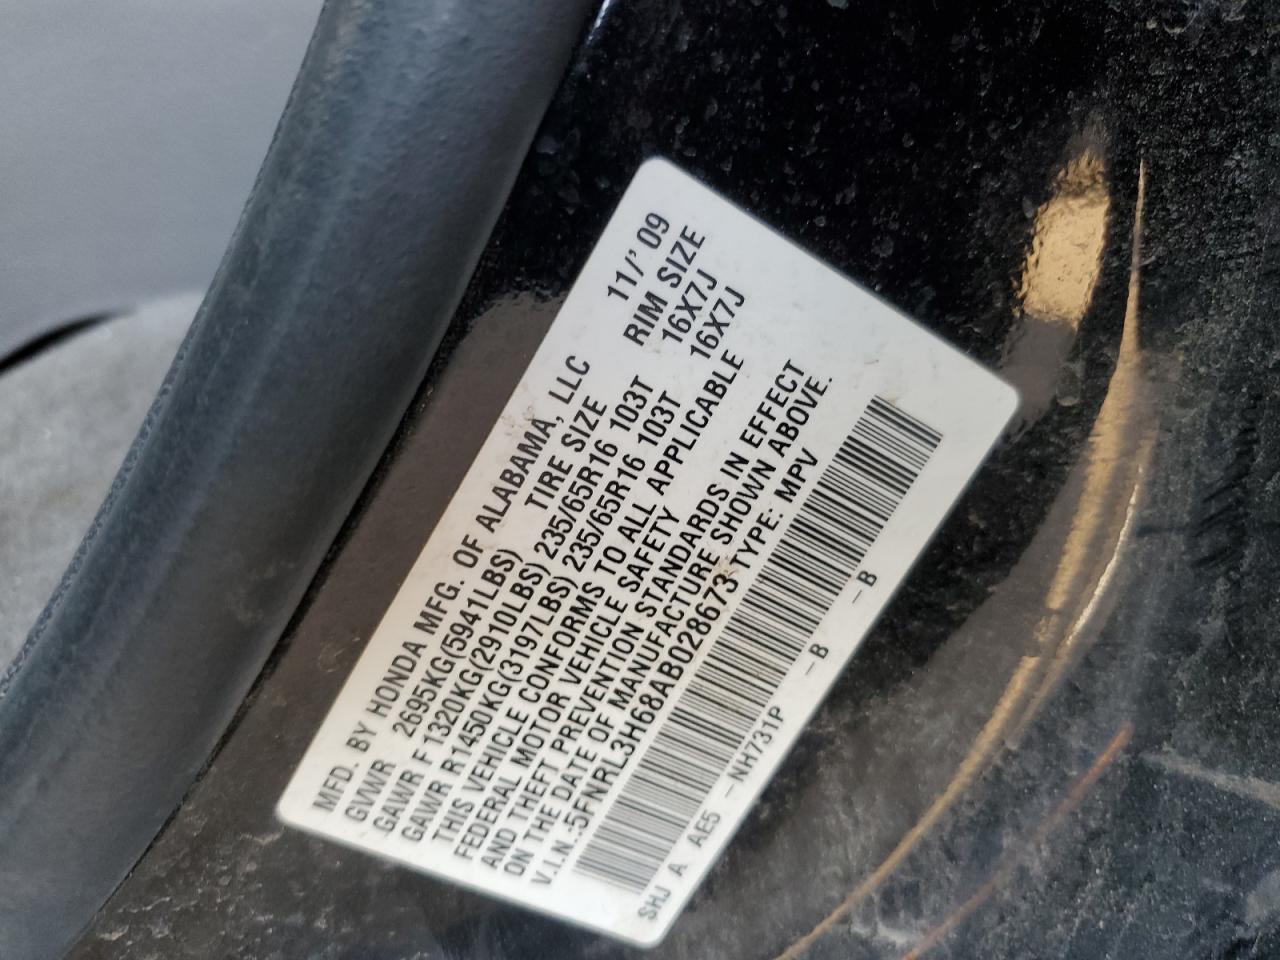 MFD. BY HONDA MFG. OF ALABAMA, LLC 11/'09
GVWR 2695KG(5941LBS) TIRE SIZE RIM SIZE
GAWR F 1320KG(2910LBS) 235/65R16 103T 16X7J
GAWR R1450KG(3197LBS) 235/65R16 103T 16X7J
THIS VEHICLE CONFORMS TO ALL APPLICABLE
FEDERAL MOTOR VEHICLE SAFETY
AND THEFT PREVENTION STANDARDS IN EFFECT
ON THE DATE OF MANUFACTURE SHOWN ABOVE.
V.I.N.:5FNRL3H68AB028673 TYPE: MPV
SHJ A AE5 -NH731P -B -B